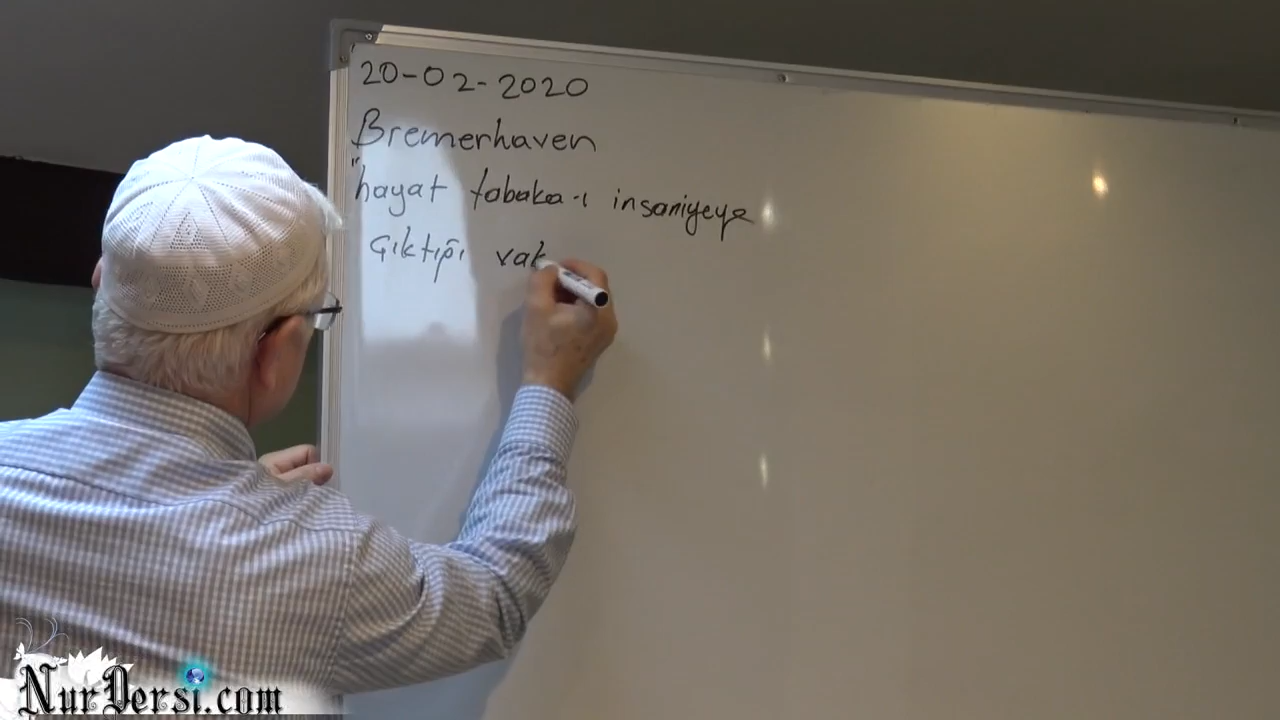 20-02-2020
Bremerhaven
"hayat tabaka-ı insaniyeye
çıktığı vak
NurDersi.com